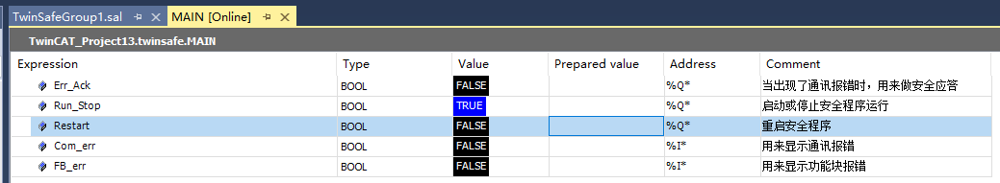 TwinSafeGroup1.sal MAIN [Online]
TwinCAT_Project13.twinsafe.MAIN
Expression Type Value Prepared value Address Comment
Err_Ack BOOL FALSE %Q* 当出现了通讯报错时，用来做安全应答
Run_Stop BOOL TRUE %Q* 启动或停止安全程序运行
Restart BOOL FALSE %Q* 重启安全程序
Com_err BOOL FALSE %I* 用来显示通讯报错
FB_err BOOL FALSE %I* 用来显示功能块报错